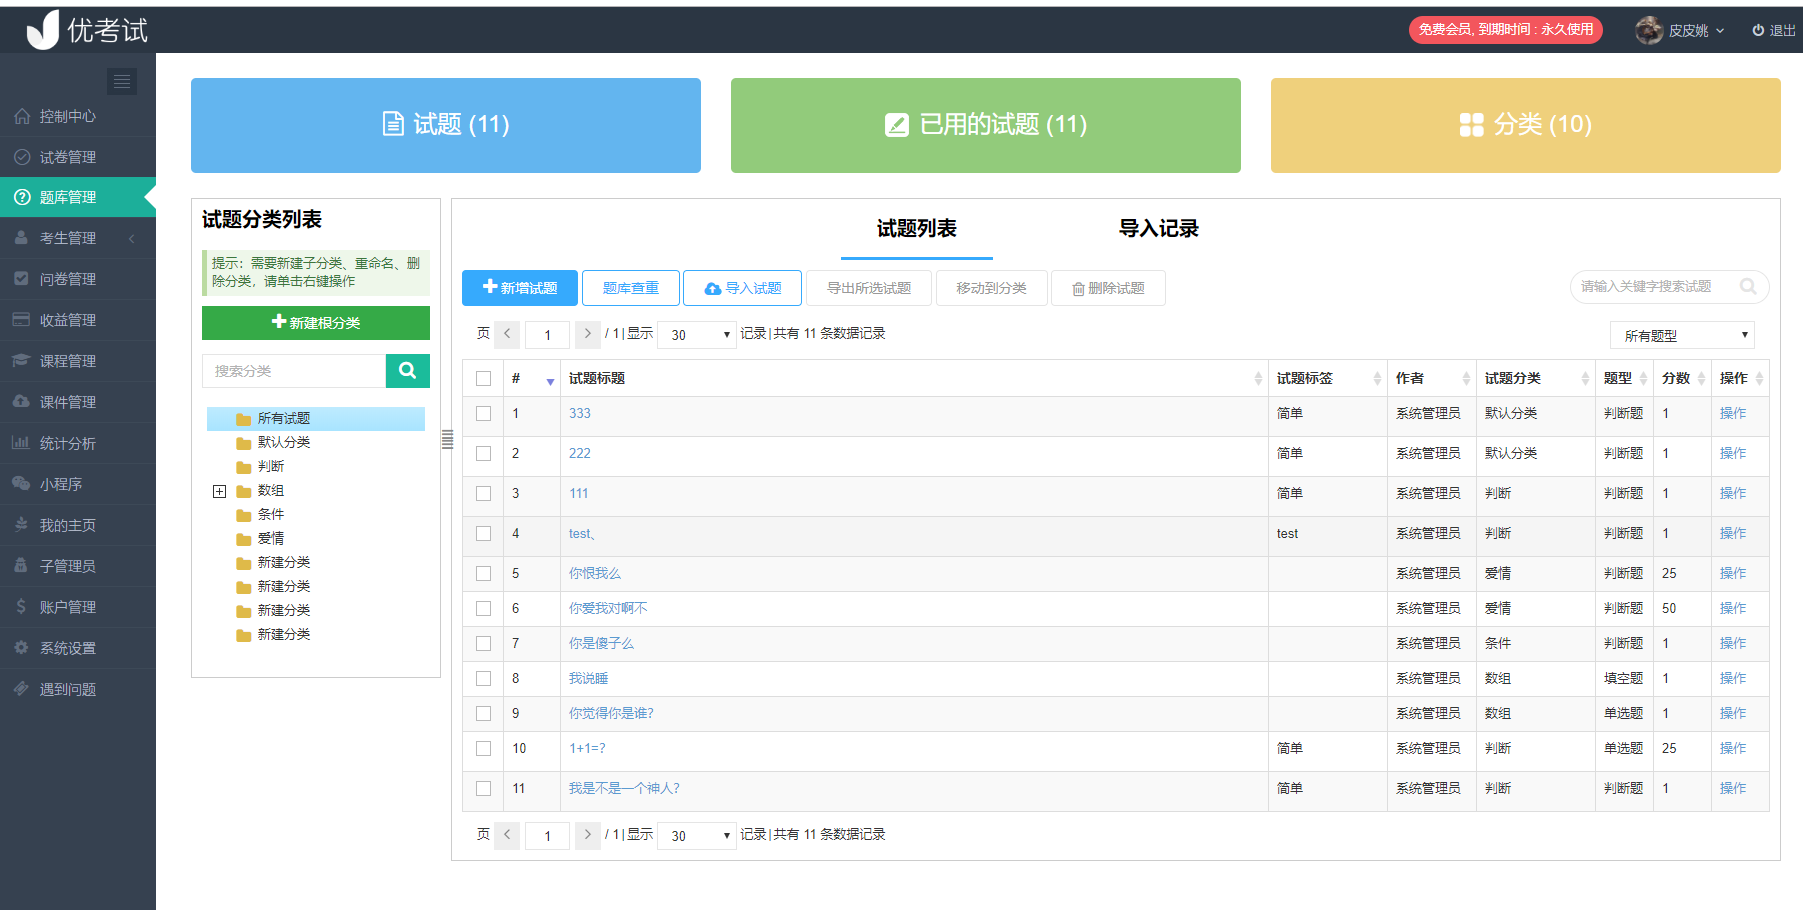 优考试
免费会员, 到期时间 : 永久使用
皮皮姚
退出
控制中心
试卷管理
题库管理
考生管理
问卷管理
收益管理
课程管理
课件管理
统计分析
小程序
我的主页
子管理员
账户管理
系统设置
遇到问题
试题 (11)
已用的试题 (11)
分类 (10)
试题分类列表
提示：需要新建子分类、重命名、删
除分类，请单击右键操作
新建根分类
搜索分类
所有试题
默认分类
判断
数组
条件
爱情
新建分类
新建分类
新建分类
新建分类
试题列表 导入记录
新增试题 题库查重 导入试题 导出所选试题 移动到分类 删除试题 请输入关键字搜索试题
页 1 / 1 | 显示 30 记录 | 共有 11 条数据记录 所有题型
# 试题标题 试题标签 作者 试题分类 题型 分数 操作
1 333 简单 系统管理员 默认分类 判断题 1 操作
2 222 简单 系统管理员 默认分类 判断题 1 操作
3 111 简单 系统管理员 判断 判断题 1 操作
4 test、 test 系统管理员 判断 判断题 1 操作
5 你恨我么 系统管理员 爱情 判断题 25 操作
6 你爱我对啊不 系统管理员 爱情 判断题 50 操作
7 你是傻子么 系统管理员 条件 判断题 1 操作
8 我说睡 系统管理员 数组 填空题 1 操作
9 你觉得你是谁？ 系统管理员 数组 单选题 1 操作
10 1+1=？ 简单 系统管理员 判断 单选题 25 操作
11 我是不是一个神人？ 简单 系统管理员 判断 判断题 1 操作
页 1 / 1 | 显示 30 记录 | 共有 11 条数据记录